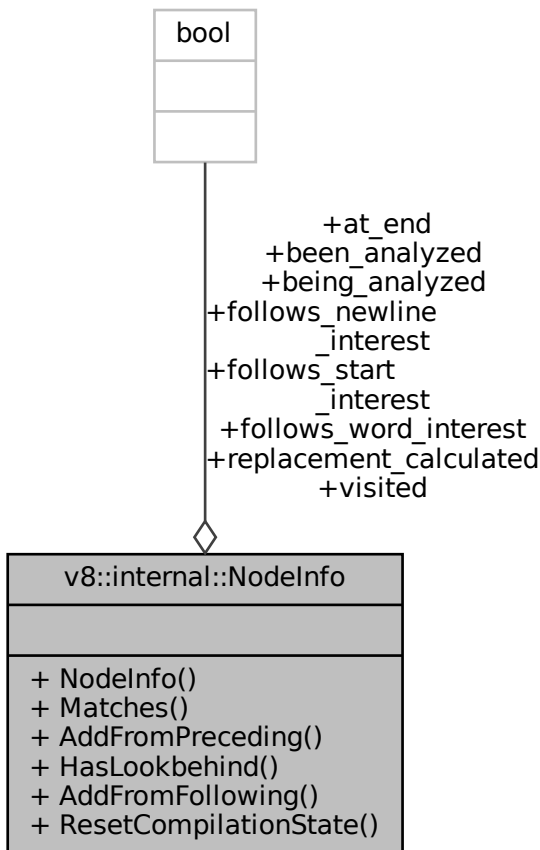 bool
+at_end
+been_analyzed
+being_analyzed
+follows_newline
_interest
+follows_start
_interest
+follows_word_interest
+replacement_calculated
+visited
v8::internal::NodeInfo
+ NodeInfo()
+ Matches()
+ AddFromPreceding()
+ HasLookbehind()
+ AddFromFollowing()
+ ResetCompilationState()